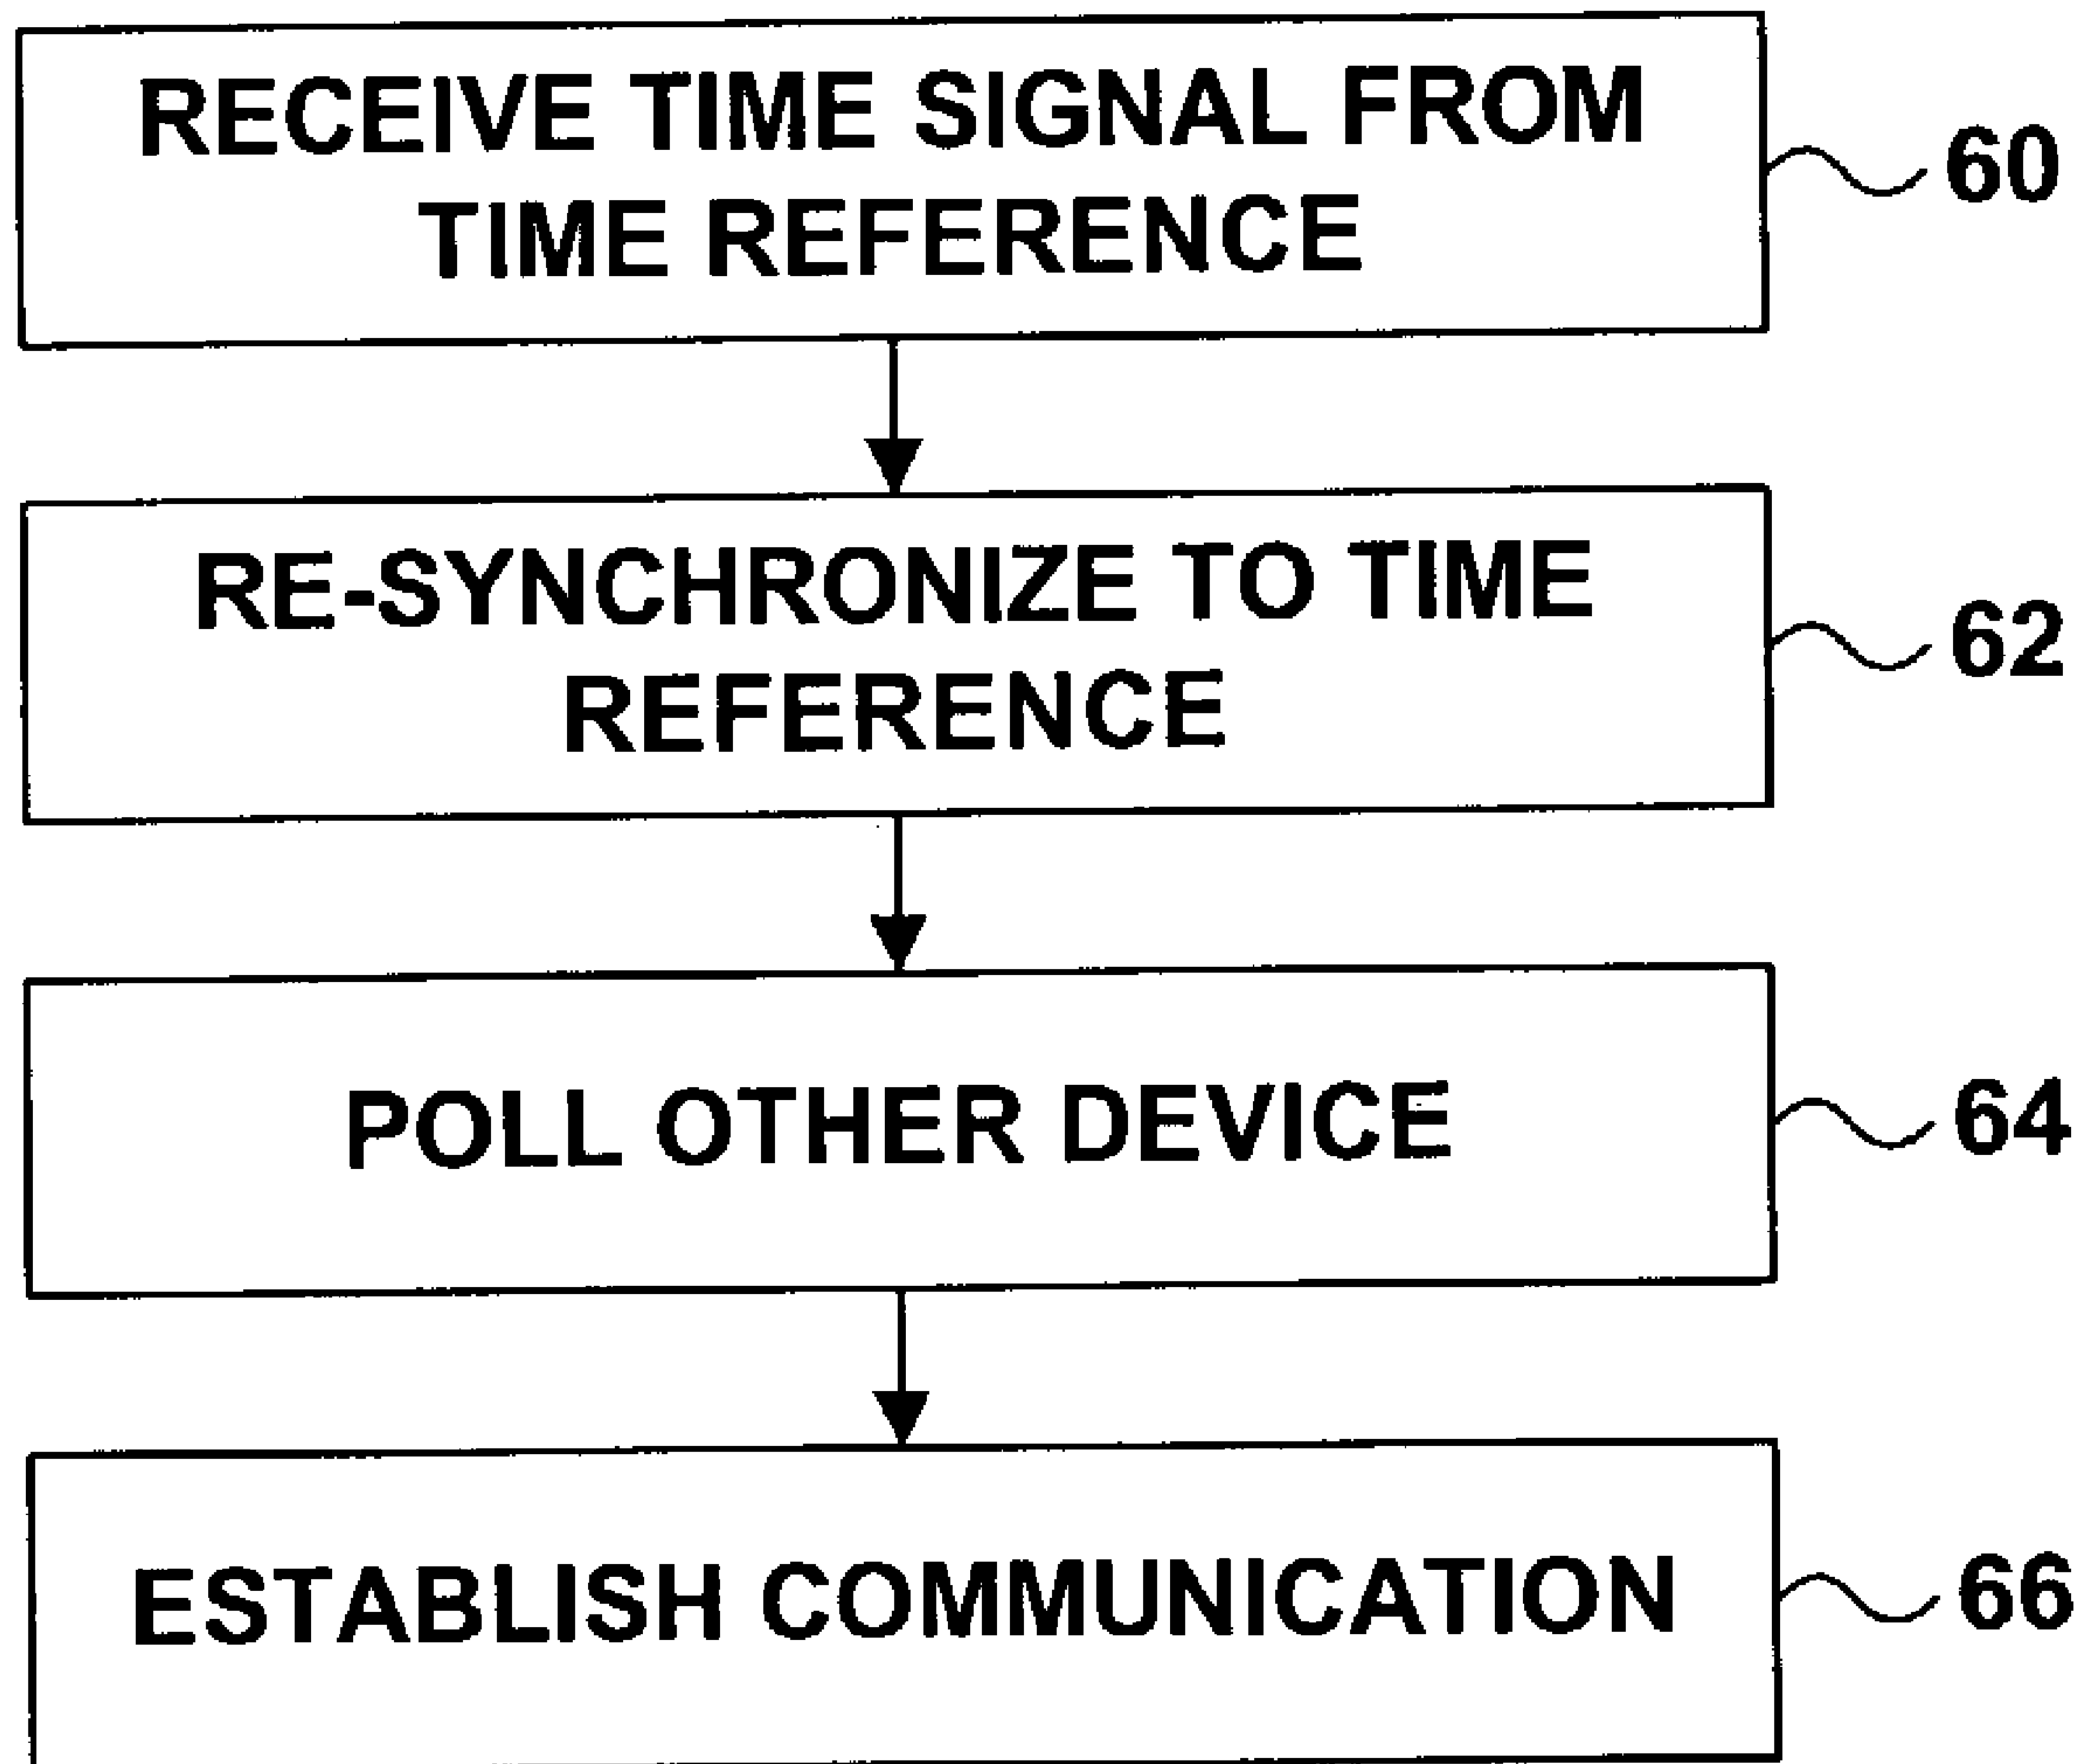 RECEIVE TIME SIGNAL FROM
TIME REFERENCE
60
RE-SYNCHRONIZE TO TIME
REFERENCE
62
POLL OTHER DEVICE
64
ESTABLISH COMMUNICATION
66